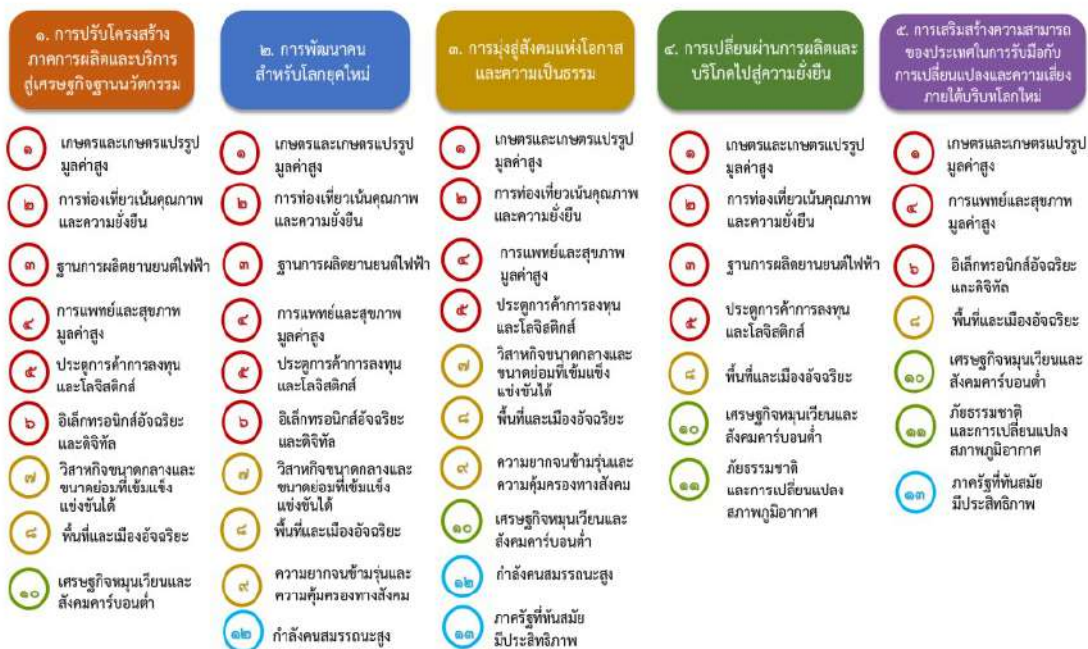 ๑. การปรับโครงสร้าง
ภาคการผลิตและบริการ
สู่เศรษฐกิจฐานนวัตกรรม
๑ เกษตรและเกษตรแปรรูป
มูลค่าสูง
๒ การท่องเที่ยวเน้นคุณภาพ
และความยั่งยืน
๓ ฐานการผลิตยานยนต์ไฟฟ้า
๔ การแพทย์และสุขภาพ
มูลค่าสูง
๕ ประตูการค้าการลงทุน
และโลจิสติกส์
๖ อิเล็กทรอนิกส์อัจฉริยะ
และดิจิทัล
๗ วิสาหกิจขนาดกลางและ
ขนาดย่อมที่เข้มแข็ง
แข่งขันได้
๘ พื้นที่และเมืองอัจฉริยะ
๑๐ เศรษฐกิจหมุนเวียนและ
สังคมคาร์บอนต่ำ
๒. การพัฒนาคน
สำหรับโลกยุคใหม่
๑ เกษตรและเกษตรแปรรูป
มูลค่าสูง
๒ การท่องเที่ยวเน้นคุณภาพ
และความยั่งยืน
๓ ฐานการผลิตยานยนต์ไฟฟ้า
๔ การแพทย์และสุขภาพ
มูลค่าสูง
๕ ประตูการค้าการลงทุน
และโลจิสติกส์
๖ อิเล็กทรอนิกส์อัจฉริยะ
และดิจิทัล
๗ วิสาหกิจขนาดกลางและ
ขนาดย่อมที่เข้มแข็ง
แข่งขันได้
๘ พื้นที่และเมืองอัจฉริยะ
๙ ความยากจนข้ามรุ่นและ
ความคุ้มครองทางสังคม
๑๒ กำลังคนสมรรถนะสูง
๓. การมุ่งสู่สังคมแห่งโอกาส
และความเป็นธรรม
๑ เกษตรและเกษตรแปรรูป
มูลค่าสูง
๒ การท่องเที่ยวเน้นคุณภาพ
และความยั่งยืน
๔ การแพทย์และสุขภาพ
มูลค่าสูง
๕ ประตูการค้าการลงทุน
และโลจิสติกส์
๗ วิสาหกิจขนาดกลางและ
ขนาดย่อมที่เข้มแข็ง
แข่งขันได้
๘ พื้นที่และเมืองอัจฉริยะ
๙ ความยากจนข้ามรุ่นและ
ความคุ้มครองทางสังคม
๑๐ เศรษฐกิจหมุนเวียนและ
สังคมคาร์บอนต่ำ
๑๒ กำลังคนสมรรถนะสูง
๑๓ ภาครัฐที่ทันสมัย
มีประสิทธิภาพ
๔. การเปลี่ยนผ่านการผลิตและ
บริโภคไปสู่ความยั่งยืน
๑ เกษตรและเกษตรแปรรูป
มูลค่าสูง
๒ การท่องเที่ยวเน้นคุณภาพ
และความยั่งยืน
๓ ฐานการผลิตยานยนต์ไฟฟ้า
๕ ประตูการค้าการลงทุน
และโลจิสติกส์
๘ พื้นที่และเมืองอัจฉริยะ
๑๐ เศรษฐกิจหมุนเวียนและ
สังคมคาร์บอนต่ำ
๑๑ ภัยธรรมชาติ
และการเปลี่ยนแปลง
สภาพภูมิอากาศ
๕. การเสริมสร้างความสามารถ
ของประเทศในการรับมือกับ
การเปลี่ยนแปลงและความเสี่ยง
ภายใต้บริบทโลกใหม่
๑ เกษตรและเกษตรแปรรูป
มูลค่าสูง
๔ การแพทย์และสุขภาพ
มูลค่าสูง
๖ อิเล็กทรอนิกส์อัจฉริยะ
และดิจิทัล
๘ พื้นที่และเมืองอัจฉริยะ
๑๐ เศรษฐกิจหมุนเวียนและ
สังคมคาร์บอนต่ำ
๑๑ ภัยธรรมชาติ
และการเปลี่ยนแปลง
สภาพภูมิอากาศ
๑๓ ภาครัฐที่ทันสมัย
มีประสิทธิภาพ